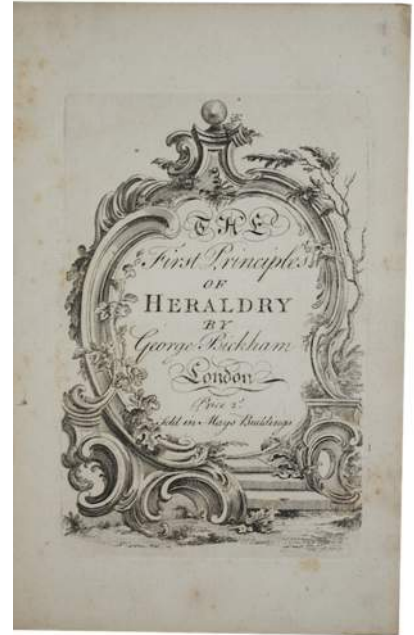 THE
First Principles
OF
HERALDRY
BY
George Bickham
London
Price 2s
Sold in Mays Buildings